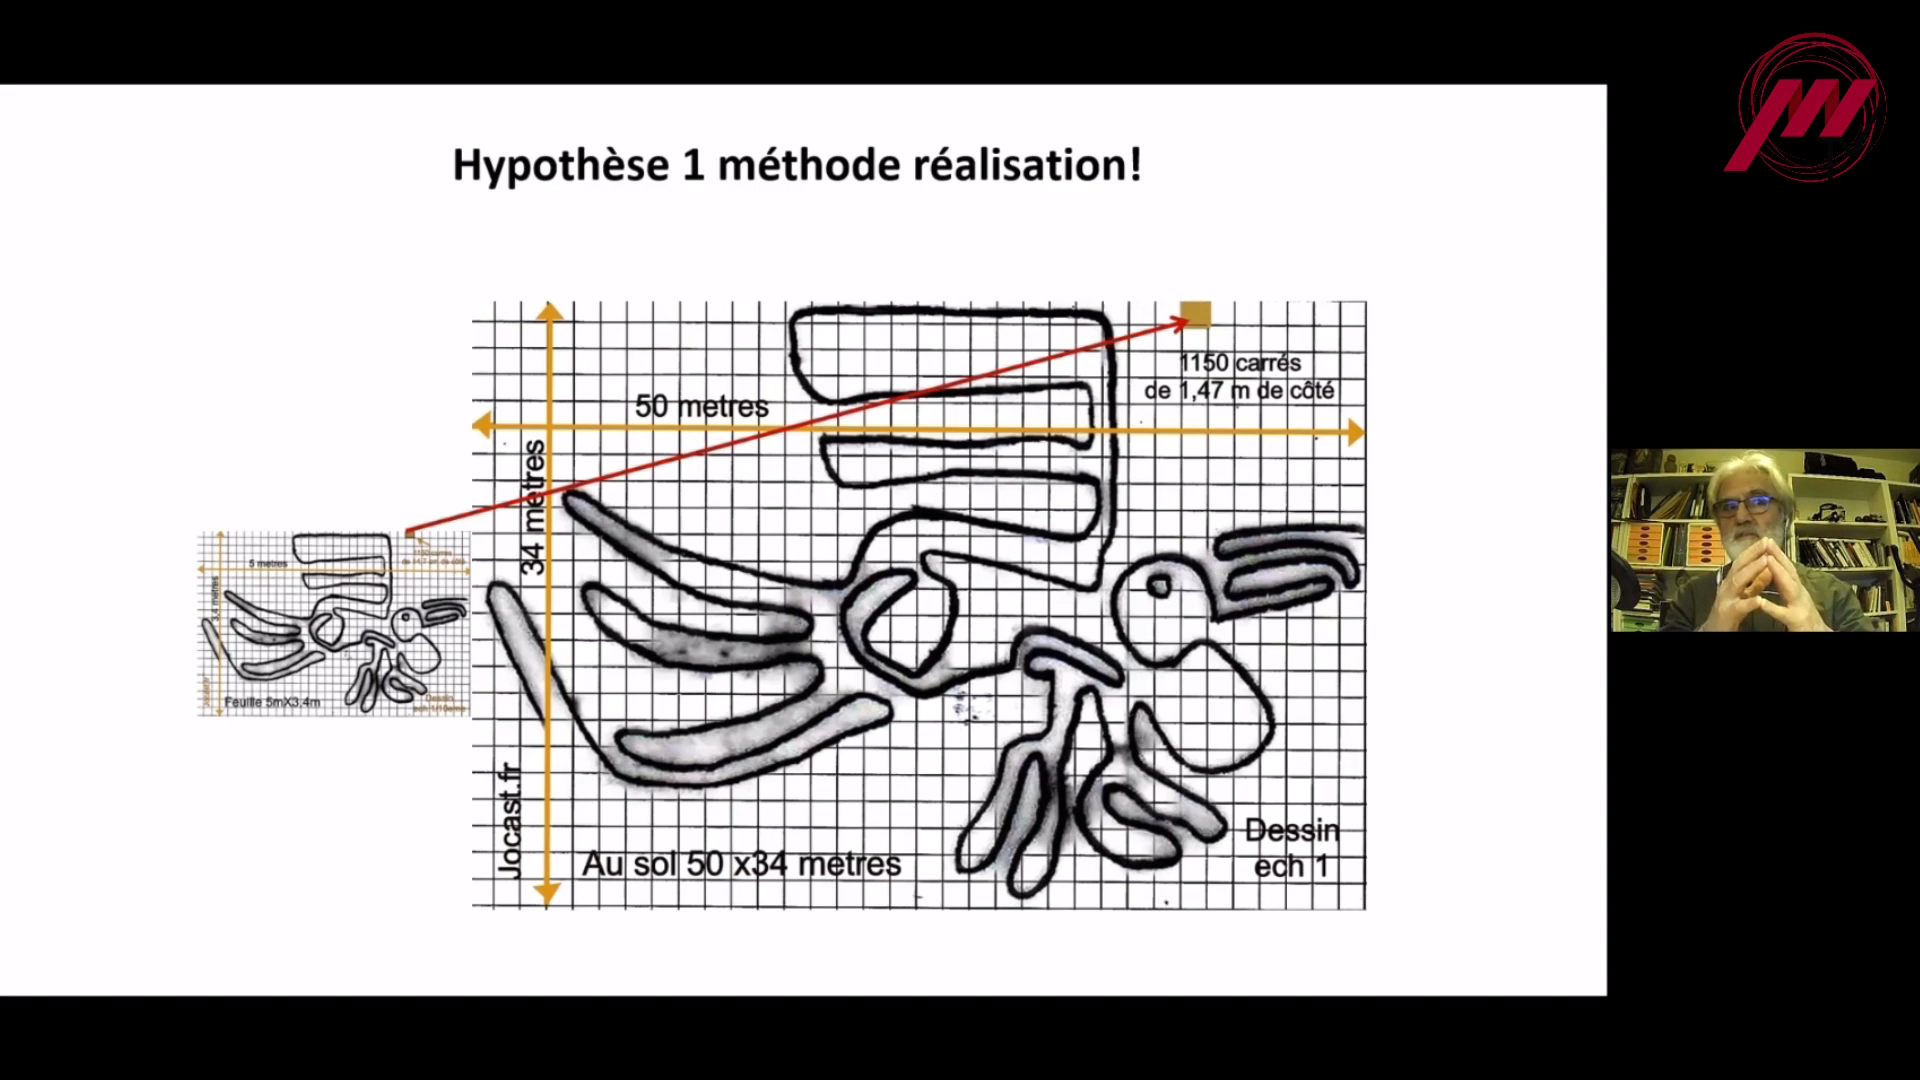 Hypothèse 1 méthode réalisation!
1150 carrés
de 1,47 m de côté
50 metres
34 metres
5 metres
Feuille 5mX3,4m
Jocast.fr
Au sol 50 x34 metres
Dessin
ech 1
Dessin